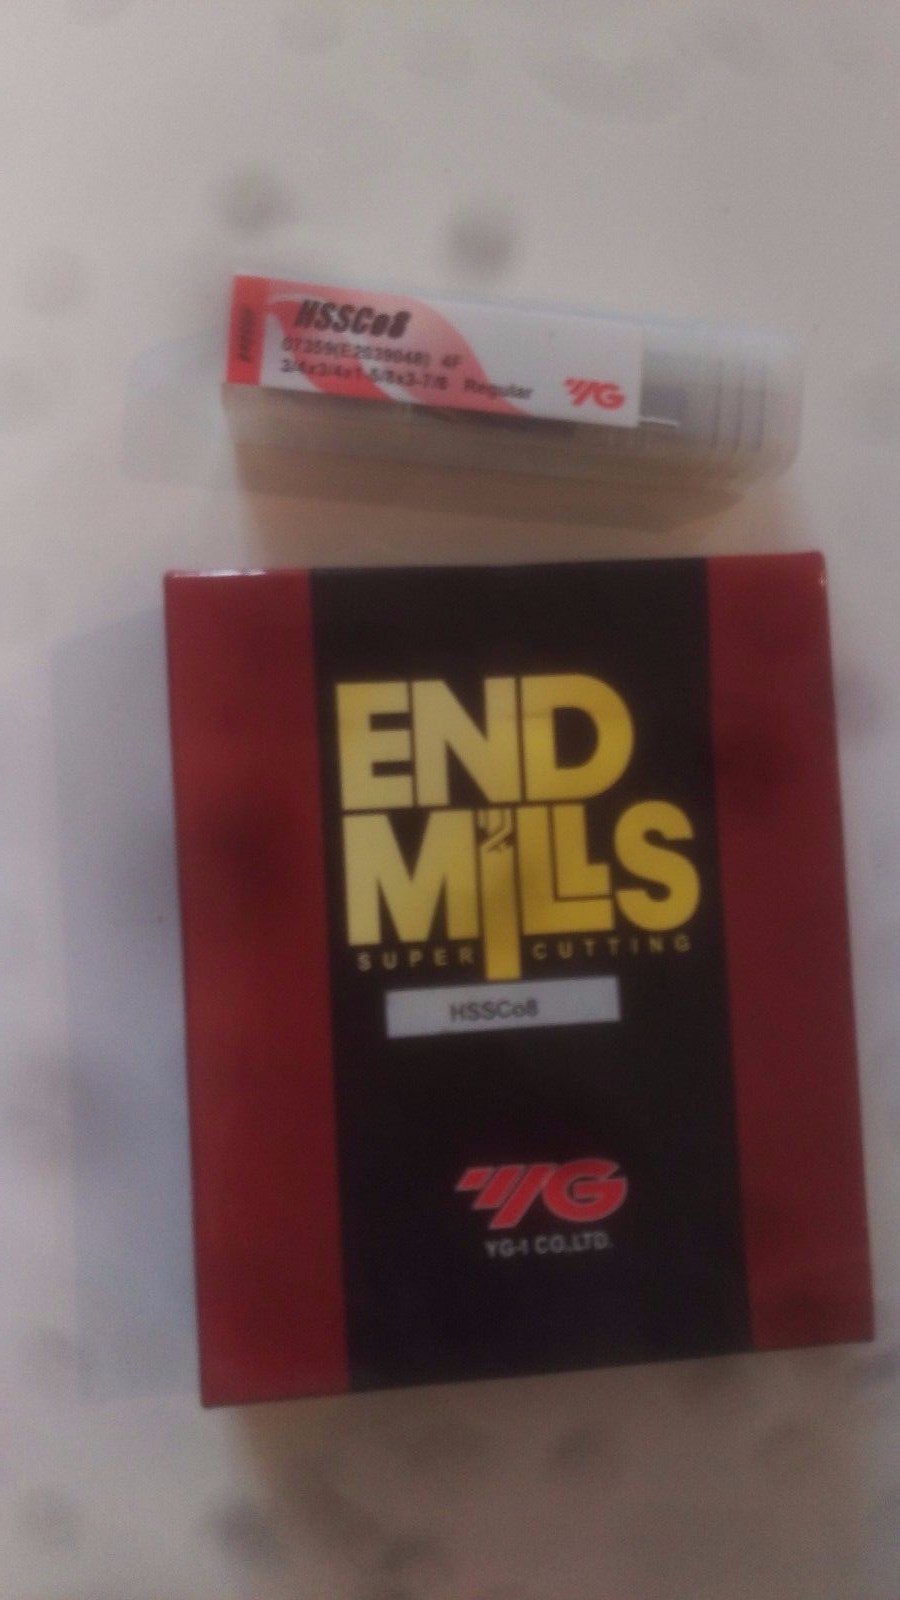 HSSCo8
07359(E2039048) 4F
3/4x3/4x1-5/8x3-7/8 Regular
YG
END
MILLS
SUPER CUTTING
HSSCo8
YG
YG-1 CO.,LTD.